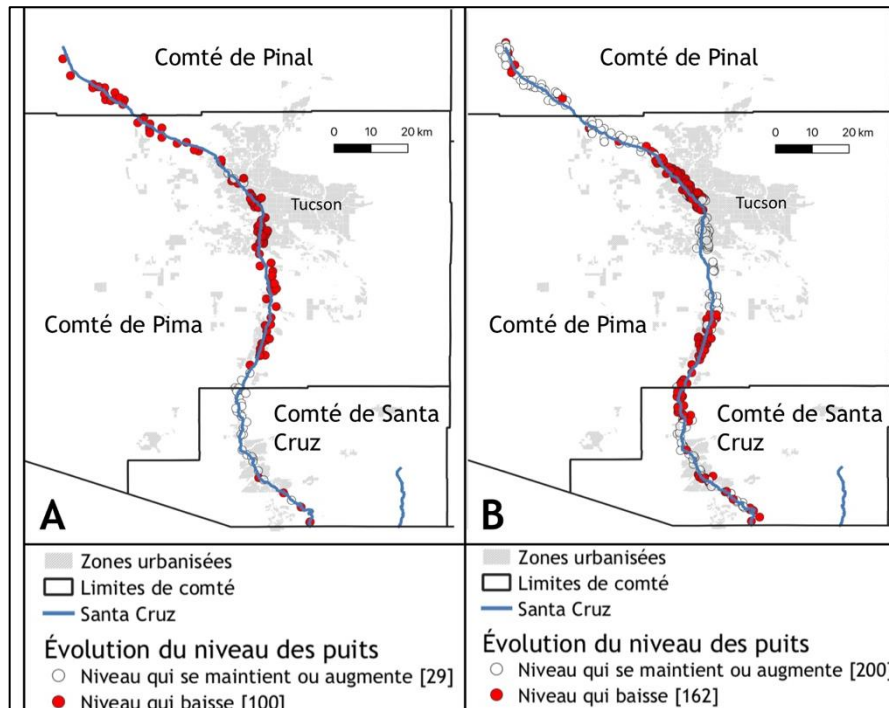 Comté de Pinal
0 10 20 km
Tucson
Comté de Pima
Comté de Santa
Cruz
A
Zones urbanisées
Limites de comté
Santa Cruz
Évolution du niveau des puits
Niveau qui se maintient ou augmente [29]
Niveau qui baisse [100]
Comté de Pinal
0 10 20 km
Tucson
Comté de Pima
Comté de Santa
Cruz
B
Zones urbanisées
Limites de comté
Santa Cruz
Évolution du niveau des puits
Niveau qui se maintient ou augmente [200]
Niveau qui baisse [162]